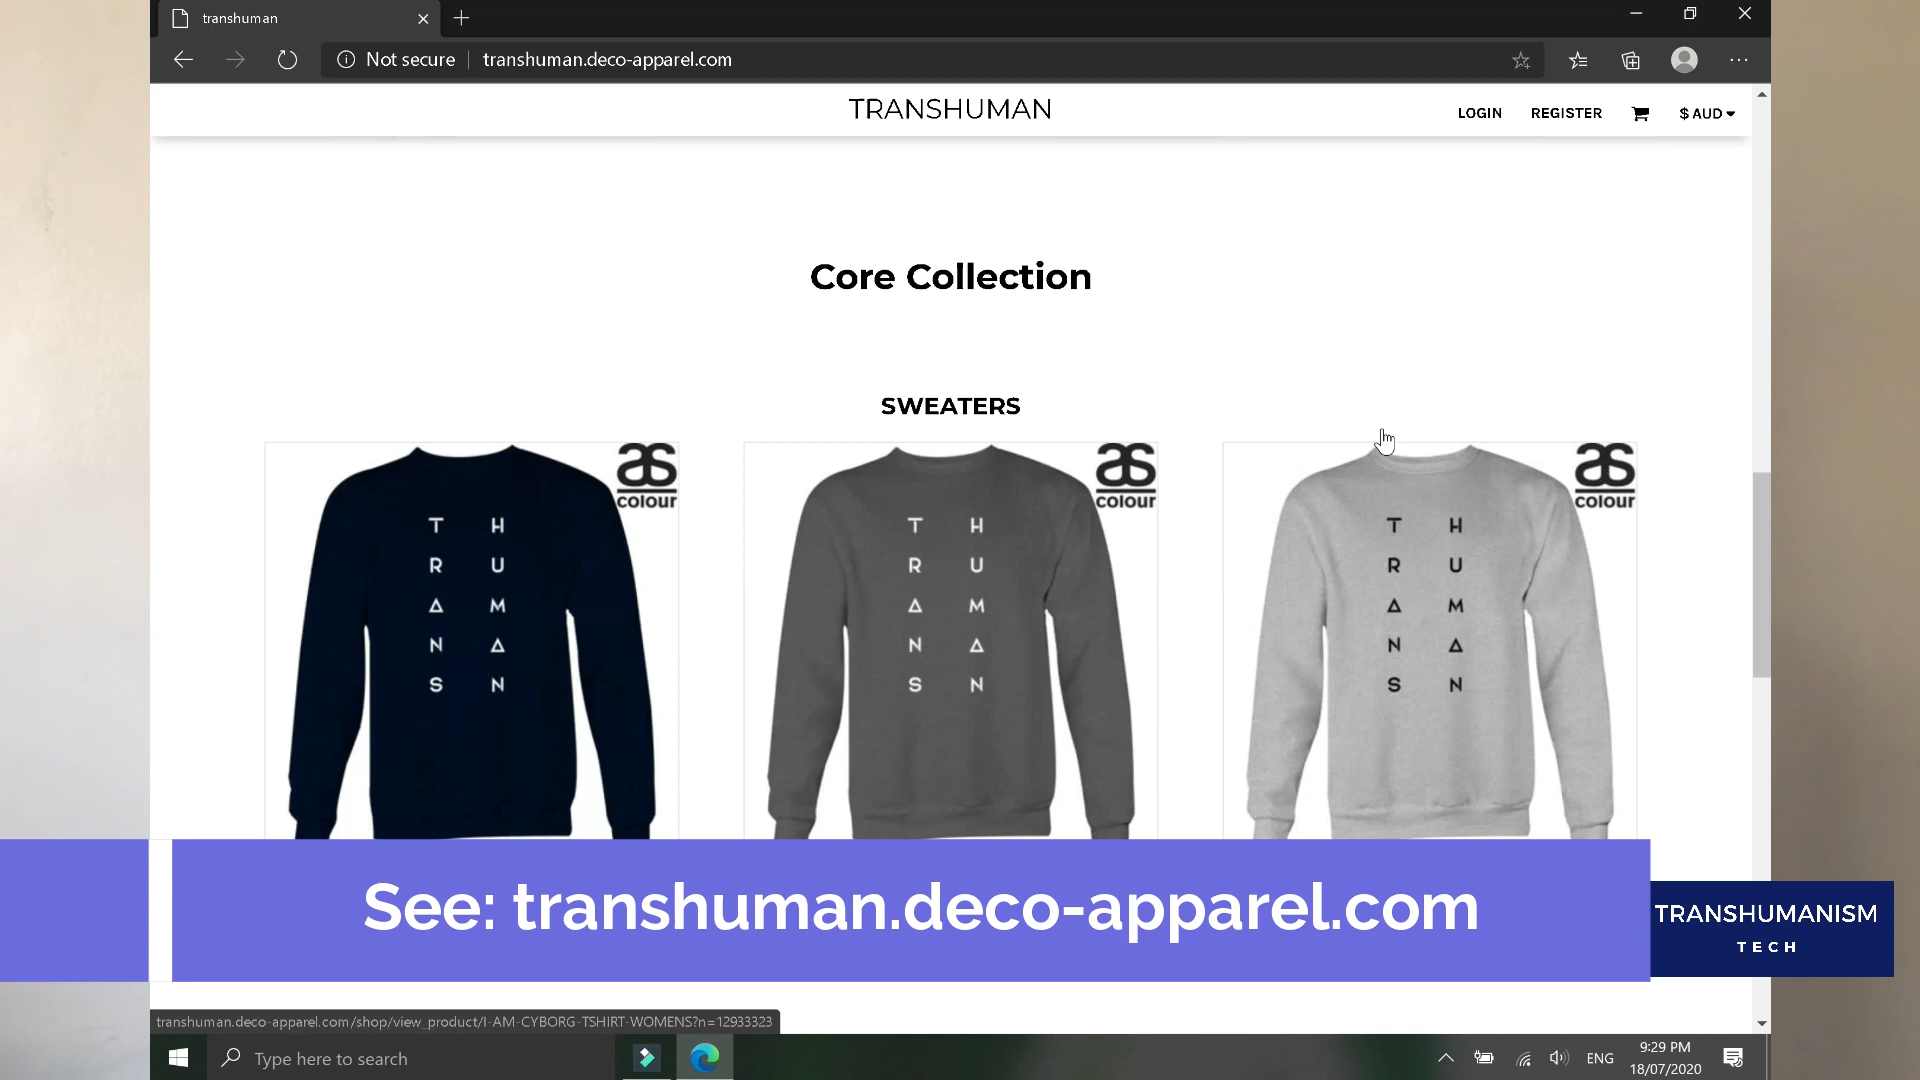 transhuman
Not secure
transhuman.deco-apparel.com
TRANSHUMAN
LOGIN
REGISTER
$ AUD
Core Collection
SWEATERS
as
colour
T H
R U
A M
N A
S N
as
colour
T H
R U
A M
N A
S N
as
colour
T H
R U
A M
N A
S N
See: transhuman.deco-apparel.com
TRANSHUMANISM
TECH
transhuman.deco-apparel.com/shop/view_product/I-AM-CYBORG-TSHIRT-WOMENS?n=12933323
Type here to search
ENG
9:29 PM
18/07/2020